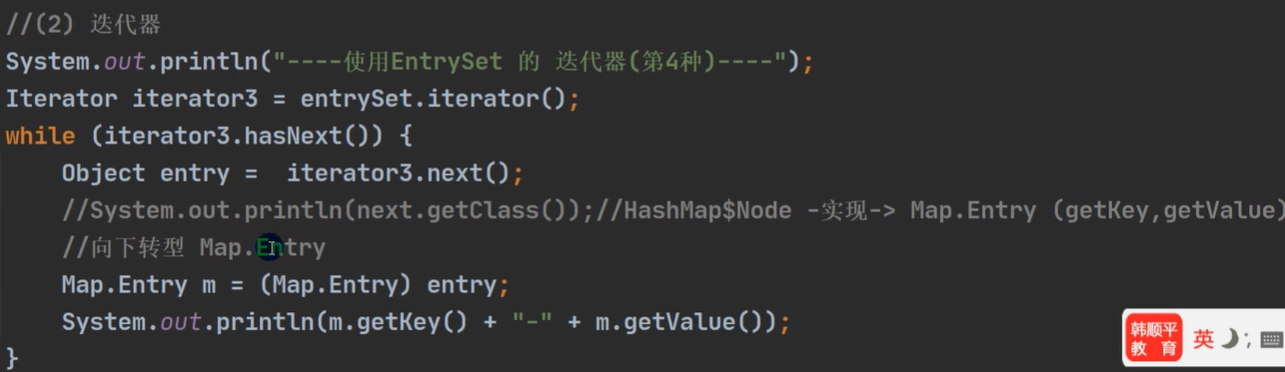 //(2) 迭代器
System.out.println("----使用EntrySet 的 迭代器(第4种)----");
Iterator iterator3 = entrySet.iterator();
while (iterator3.hasNext()) {
    Object entry =  iterator3.next();
    //System.out.println(next.getClass());//HashMap$Node -实现-> Map.Entry (getKey,getValue)
    //向下转型 Map.Entry
    Map.Entry m = (Map.Entry) entry;
    System.out.println(m.getKey() + "-" + m.getValue());
}
韩顺平
教 育
英